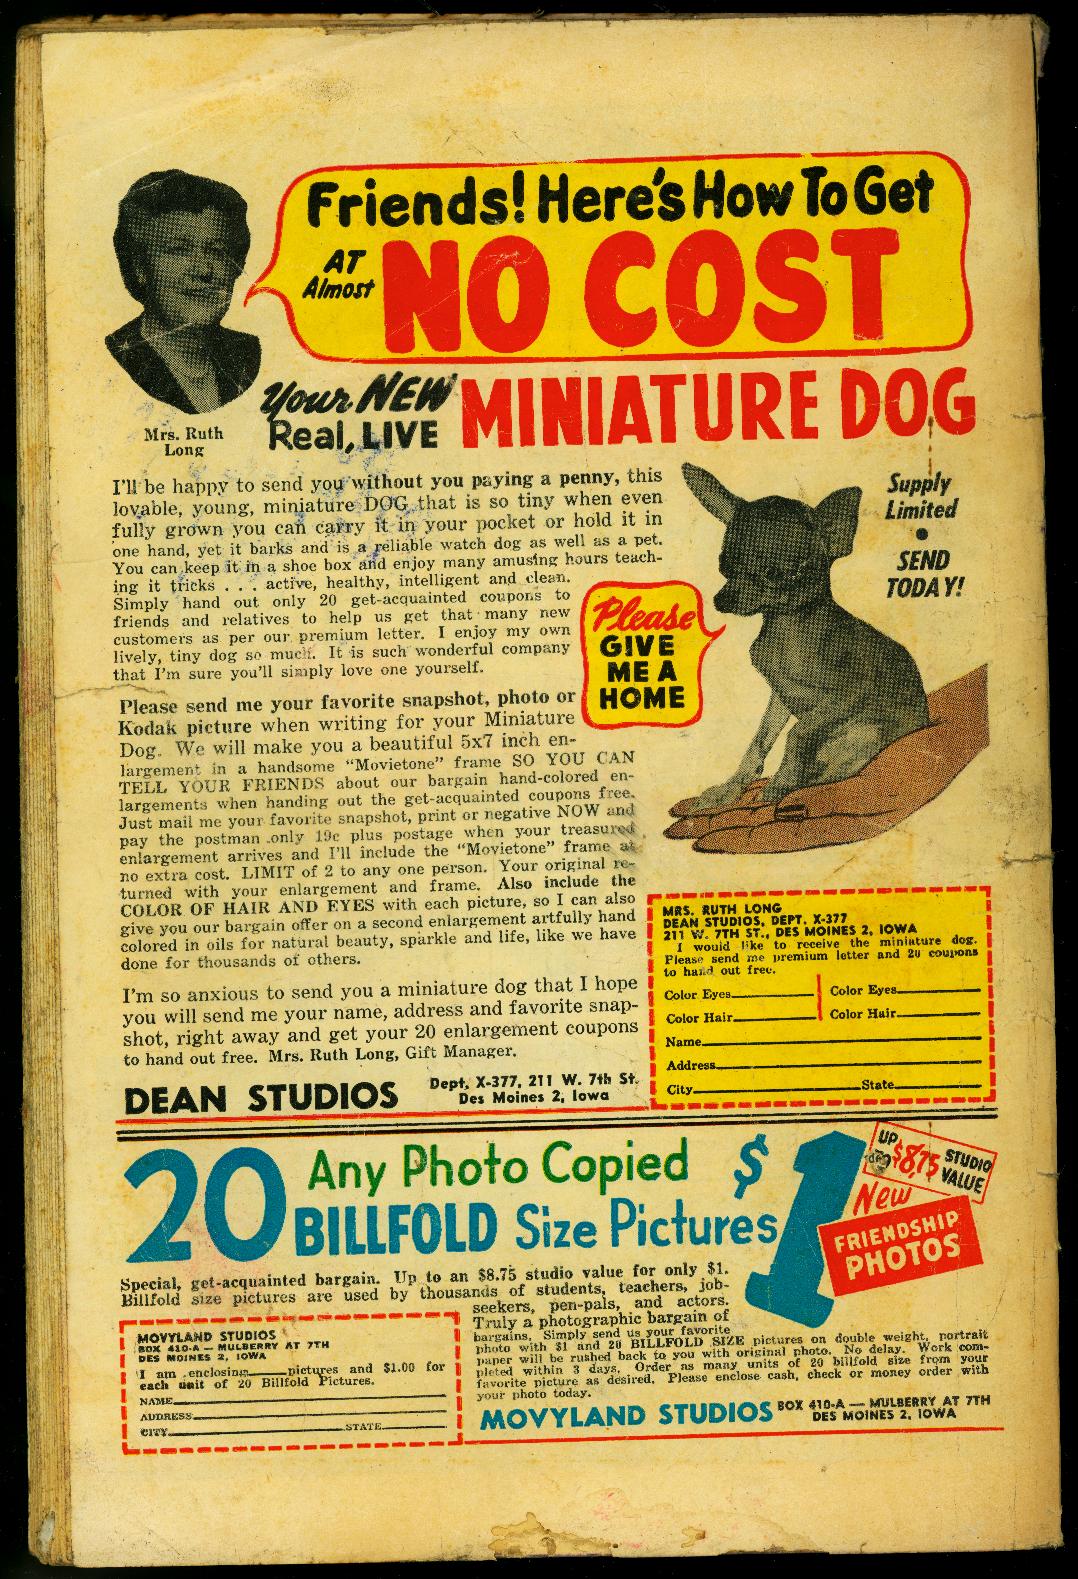 Friends! Here's How To Get
AT Almost
NO COST
Your NEW
Real, LIVE
MINIATURE DOG
Mrs. Ruth
Long
I'll be happy to send you without you paying a penny, this
lovable, young, miniature DOG that is so tiny when even
fully grown you can carry it in your pocket or hold it in
one hand, yet it barks and is a reliable watch dog as well as a pet.
You can keep it in a shoe box and enjoy many amusing hours teach-
ing it tricks . . . active, healthy, intelligent and clean.
Simply hand out only 20 get-acquainted coupons to
friends and relatives to help us get that many new
customers as per our premium letter. I enjoy my own
lively, tiny dog so much. It is such wonderful company
that I'm sure you'll simply love one yourself.
Supply
Limited
•
SEND
TODAY!
Please
GIVE
ME A
HOME
Please send me your favorite snapshot, photo or
Kodak picture when writing for your Miniature
Dog. We will make you a beautiful 5x7 inch en-
largement in a handsome "Movietone" frame SO YOU CAN
TELL YOUR FRIENDS about our bargain hand-colored en-
largements when handing out the get-acquainted coupons free.
Just mail me your favorite snapshot, print or negative NOW and
pay the postman only 19c plus postage when your treasured
enlargement arrives and I'll include the "Movietone" frame at
no extra cost. LIMIT of 2 to any one person. Your original re-
turned with your enlargement and frame. Also include the
COLOR OF HAIR AND EYES with each picture, so I can also
give you our bargain offer on a second enlargement artfully hand
colored in oils for natural beauty, sparkle and life, like we have
done for thousands of others.
I'm so anxious to send you a miniature dog that I hope
you will send me your name, address and favorite snap-
shot, right away and get your 20 enlargement coupons
to hand out free. Mrs. Ruth Long, Gift Manager.
DEAN STUDIOS
Dept. X-377, 211 W. 7th St.
Des Moines 2, Iowa
MRS. RUTH LONG
DEAN STUDIOS, DEPT. X-377
211 W. 7TH ST., DES MOINES 2, IOWA
I would like to receive the miniature dog.
Please send me premium letter and 20 coupons
to hand out free.
Color Eyes Color Eyes
Color Hair Color Hair
Name
Address
City State
20
Any Photo Copied
BILLFOLD Size Pictures
$1
UP TO $8.75 STUDIO VALUE
New
FRIENDSHIP
PHOTOS
Special, get-acquainted bargain. Up to an $8.75 studio value for only $1.
Billfold size pictures are used by thousands of students, teachers, job-
seekers, pen-pals, and actors.
Truly a photographic bargain of
bargains. Simply send us your favorite
photo with $1 and 20 BILLFOLD SIZE pictures on double weight, portrait
paper will be rushed back to you with original photo. No delay. Work com-
pleted within 3 days. Order as many units of 20 billfold size from your
favorite picture as desired. Please enclose cash, check or money order with
your photo today.
MOVYLAND STUDIOS
BOX 410-A — MULBERRY AT 7TH
DES MOINES 2, IOWA
MOVYLAND STUDIOS
BOX 410-A — MULBERRY AT 7TH
DES MOINES 2, IOWA
I am enclosing pictures and $1.00 for
each unit of 20 Billfold Pictures.
NAME
ADDRESS
CITY STATE